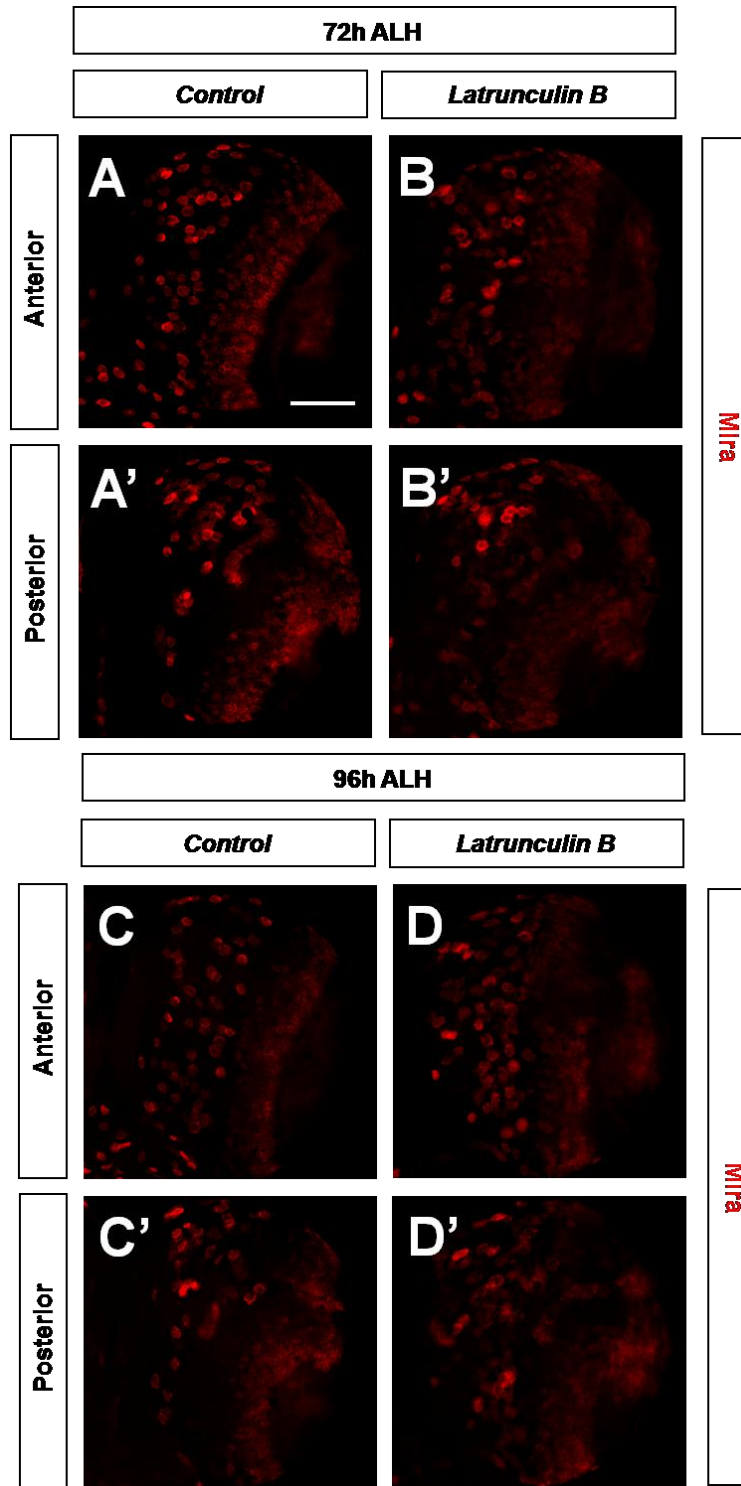 72h ALH
Control
Latrunculin B
Anterior
A
B
Mira
Posterior
A’
B’
96h ALH
Control
Latrunculin B
Anterior
C
D
Mira
Posterior
C’
D’